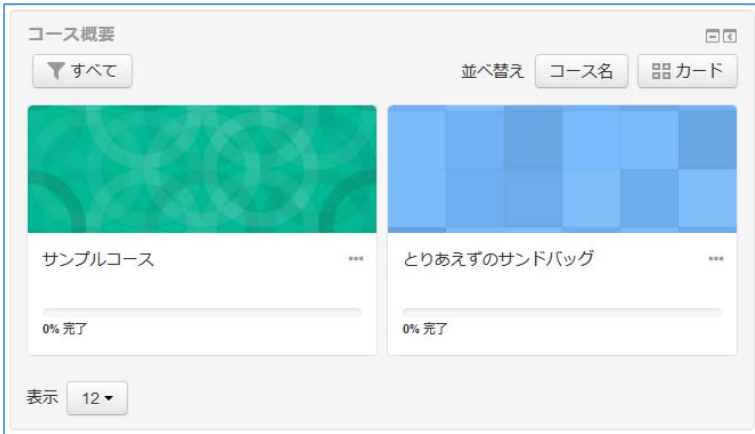 コース概要
すべて 並べ替え コース名 カード
サンプルコース
とりあえずのサンドバッグ
0% 完了
0% 完了
表示 12